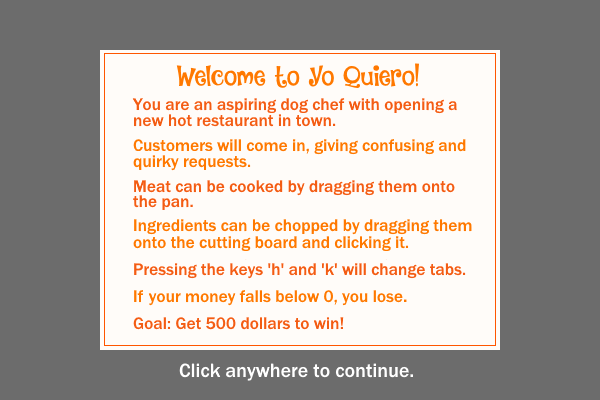 Welcome to Yo Quiero!
You are an aspiring dog chef with opening a
new hot restaurant in town.
Customers will come in, giving confusing and
quirky requests.
Meat can be cooked by dragging them onto
the pan.
Ingredients can be chopped by dragging them
onto the cutting board and clicking it.
Pressing the keys 'h' and 'k' will change tabs.
If your money falls below 0, you lose.
Goal: Get 500 dollars to win!
Click anywhere to continue.